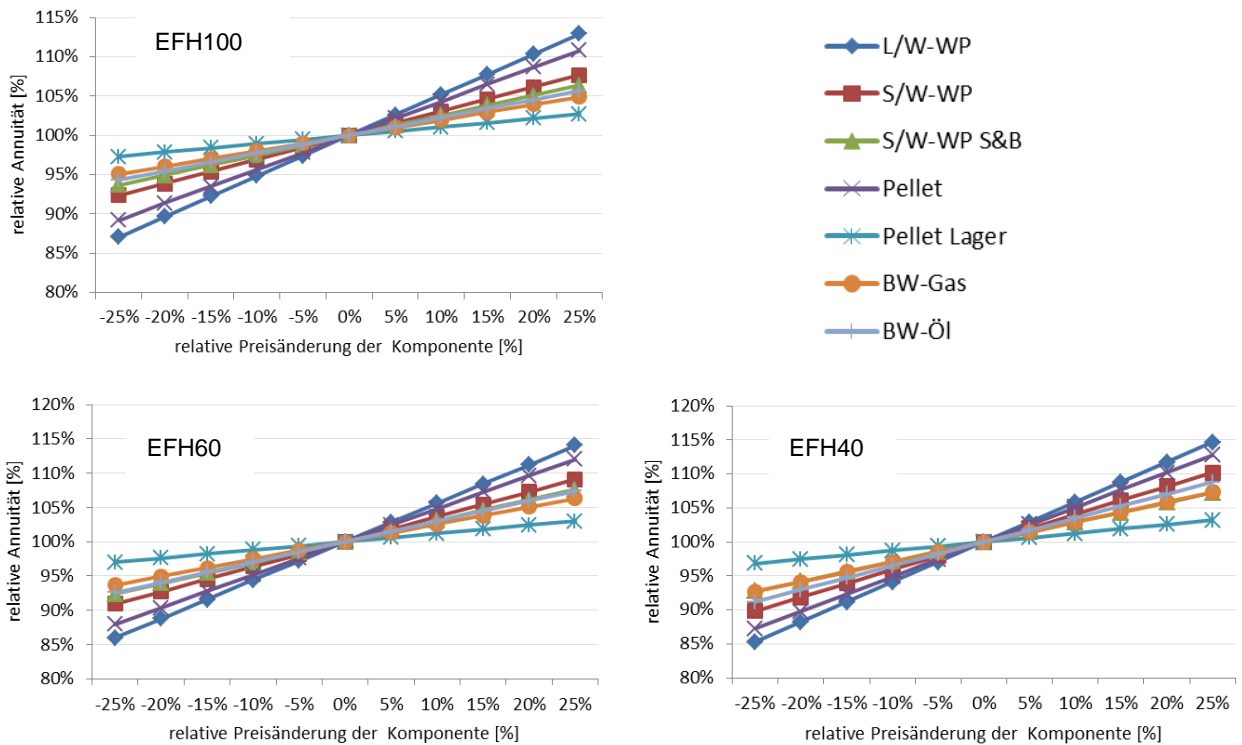 EFH100
relative Annuität [%]
115%
110%
105%
100%
95%
90%
85%
80%
-25% -20% -15% -10% -5% 0% 5% 10% 15% 20% 25%
relative Preisänderung der Komponente [%]
L/W-WP
S/W-WP
S/W-WP S&B
Pellet
Pellet Lager
BW-Gas
BW-Öl
EFH60
relative Annuität [%]
120%
115%
110%
105%
100%
95%
90%
85%
80%
-25% -20% -15% -10% -5% 0% 5% 10% 15% 20% 25%
relative Preisänderung der Komponente [%]
EFH40
relative Annuität [%]
120%
115%
110%
105%
100%
95%
90%
85%
80%
-25% -20% -15% -10% -5% 0% 5% 10% 15% 20% 25%
relative Preisänderung der Komponente [%]